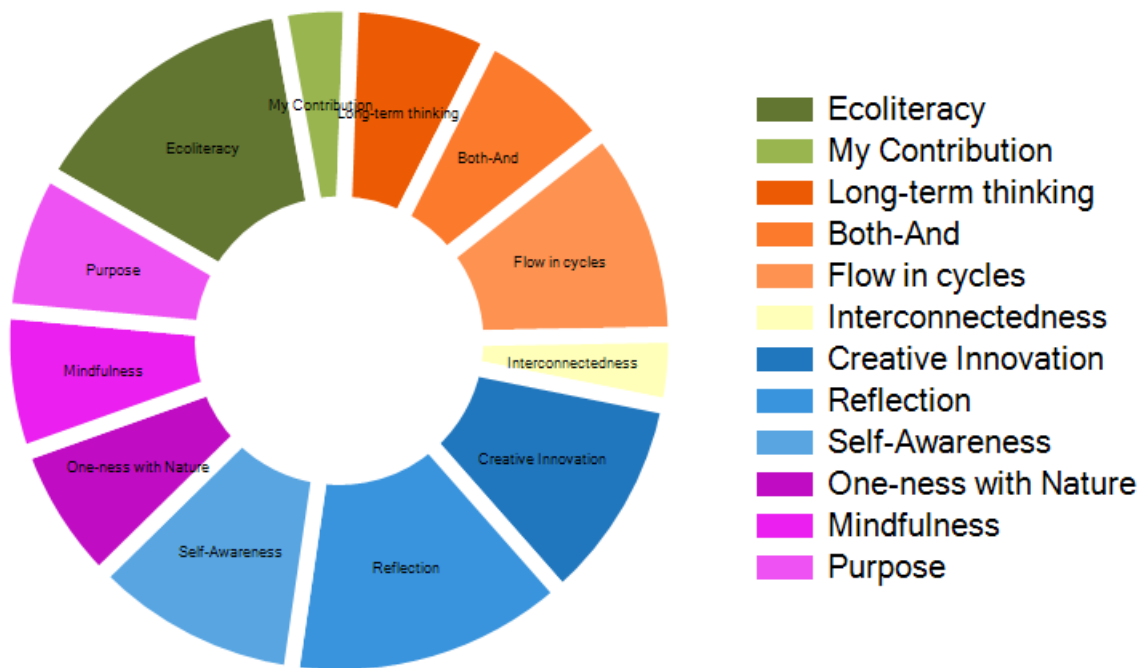 My Contribution
Long-term thinking
Ecoliteracy
Both-And
Flow in cycles
Purpose
Interconnectedness
Mindfulness
Creative Innovation
One-ness with Nature
Self-Awareness
Reflection
Ecoliteracy
My Contribution
Long-term thinking
Both-And
Flow in cycles
Interconnectedness
Creative Innovation
Reflection
Self-Awareness
One-ness with Nature
Mindfulness
Purpose